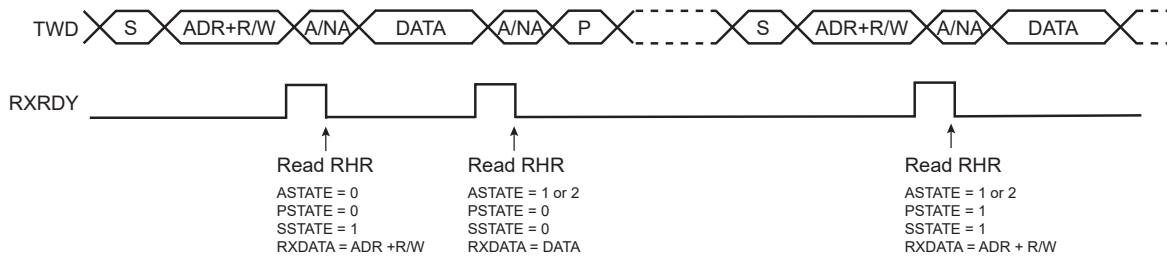 TWD S ADR+R/W A/NA DATA A/NA P S ADR+R/W A/NA DATA
RXRDY
Read RHR Read RHR Read RHR
ASTATE = 0 ASTATE = 1 or 2 ASTATE = 1 or 2
PSTATE = 0 PSTATE = 0 PSTATE = 1
SSTATE = 1 SSTATE = 0 SSTATE = 1
RXDATA = ADR +R/W RXDATA = DATA RXDATA = ADR + R/W